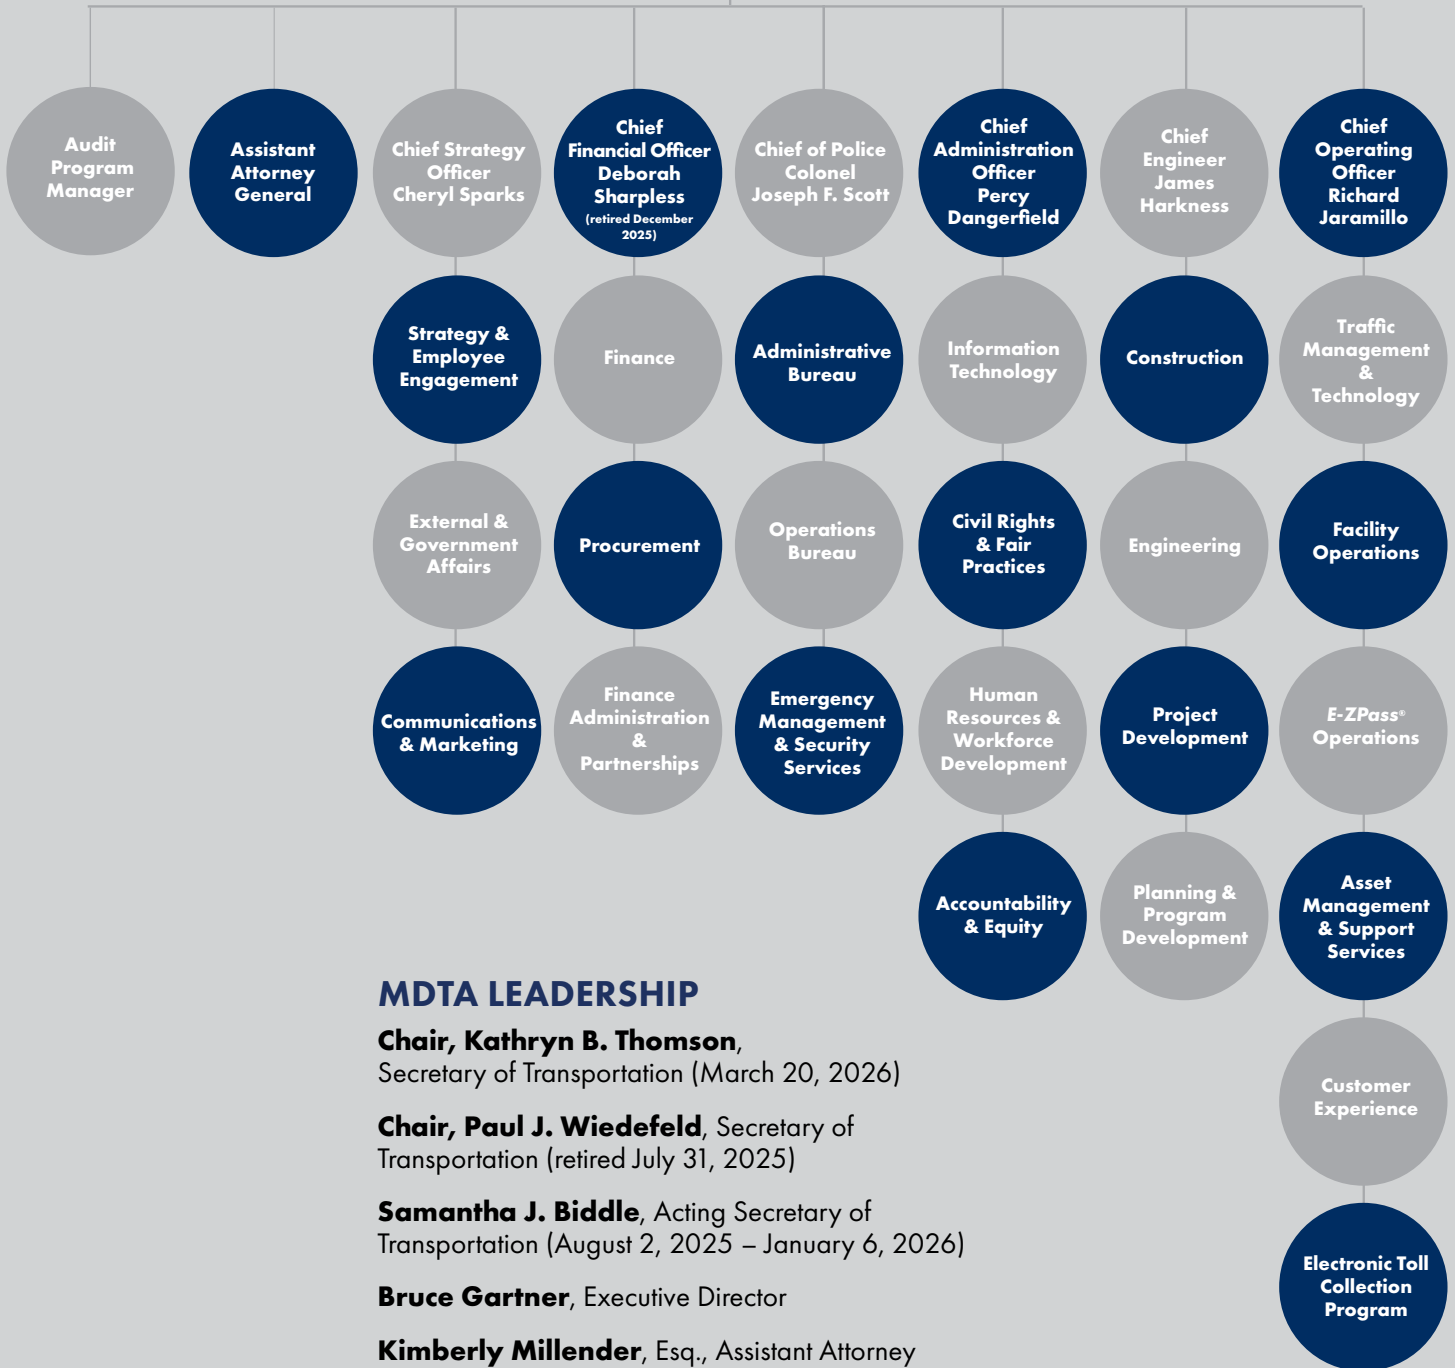 Audit
Program
Manager
Assistant
Attorney
General
Chief Strategy
Officer
Cheryl Sparks
Chief
Financial Officer
Deborah
Sharpless
(retired December
2025)
Chief of Police
Colonel
Joseph F. Scott
Chief
Administration
Officer
Percy
Dangerfield
Chief
Engineer
James
Harkness
Chief
Operating
Officer
Richard
Jaramillo
Strategy &
Employee
Engagement
Finance
Administrative
Bureau
Information
Technology
Construction
Traffic
Management
&
Technology
External &
Government
Affairs
Procurement
Operations
Bureau
Civil Rights
& Fair
Practices
Engineering
Facility
Operations
Communications
& Marketing
Finance
Administration
&
Partnerships
Emergency
Management
& Security
Services
Human
Resources &
Workforce
Development
Project
Development
E-ZPass®
Operations
Accountability
& Equity
Planning &
Program
Development
Asset
Management
& Support
Services
Customer
Experience
Electronic Toll
Collection
Program
MDTA LEADERSHIP
Chair, Kathryn B. Thomson,
Secretary of Transportation (March 20, 2026)
Chair, Paul J. Wiedefeld, Secretary of
Transportation (retired July 31, 2025)
Samantha J. Biddle, Acting Secretary of
Transportation (August 2, 2025 – January 6, 2026)
Bruce Gartner, Executive Director
Kimberly Millender, Esq., Assistant Attorney